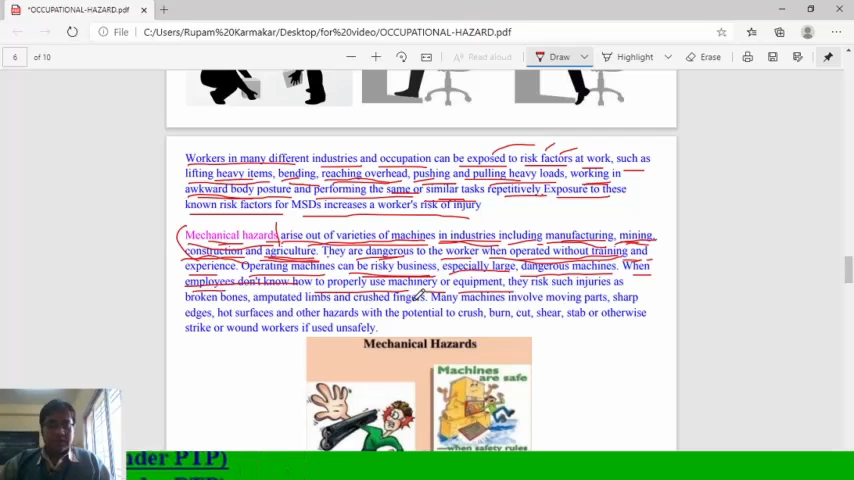 *OCCUPATIONAL-HAZARD.pdf
File
C:/Users/Rupam%20Karmakar/Desktop/for%20video/OCCUPATIONAL-HAZARD.pdf
6 of 10
Read aloud
Draw
Highlight
Erase
Workers in many different industries and occupation can be exposed to risk factors at work, such as
lifting heavy items, bending, reaching overhead, pushing and pulling heavy loads, working in
awkward body posture and performing the same or similar tasks repetitively Exposure to these
known risk factors for MSDs increases a worker's risk of injury
Mechanical hazards arise out of varieties of machines in industries including manufacturing, mining,
construction and agriculture. They are dangerous to the worker when operated without training and
experience. Operating machines can be risky business, especially large, dangerous machines. When
employees don't know how to properly use machinery or equipment, they risk such injuries as
broken bones, amputated limbs and crushed fingers. Many machines involve moving parts, sharp
edges, hot surfaces and other hazards with the potential to crush, burn, cut, shear, stab or otherwise
strike or wound workers if used unsafely.
Mechanical Hazards
Machines
are safe
when safety rules
nder PTP)